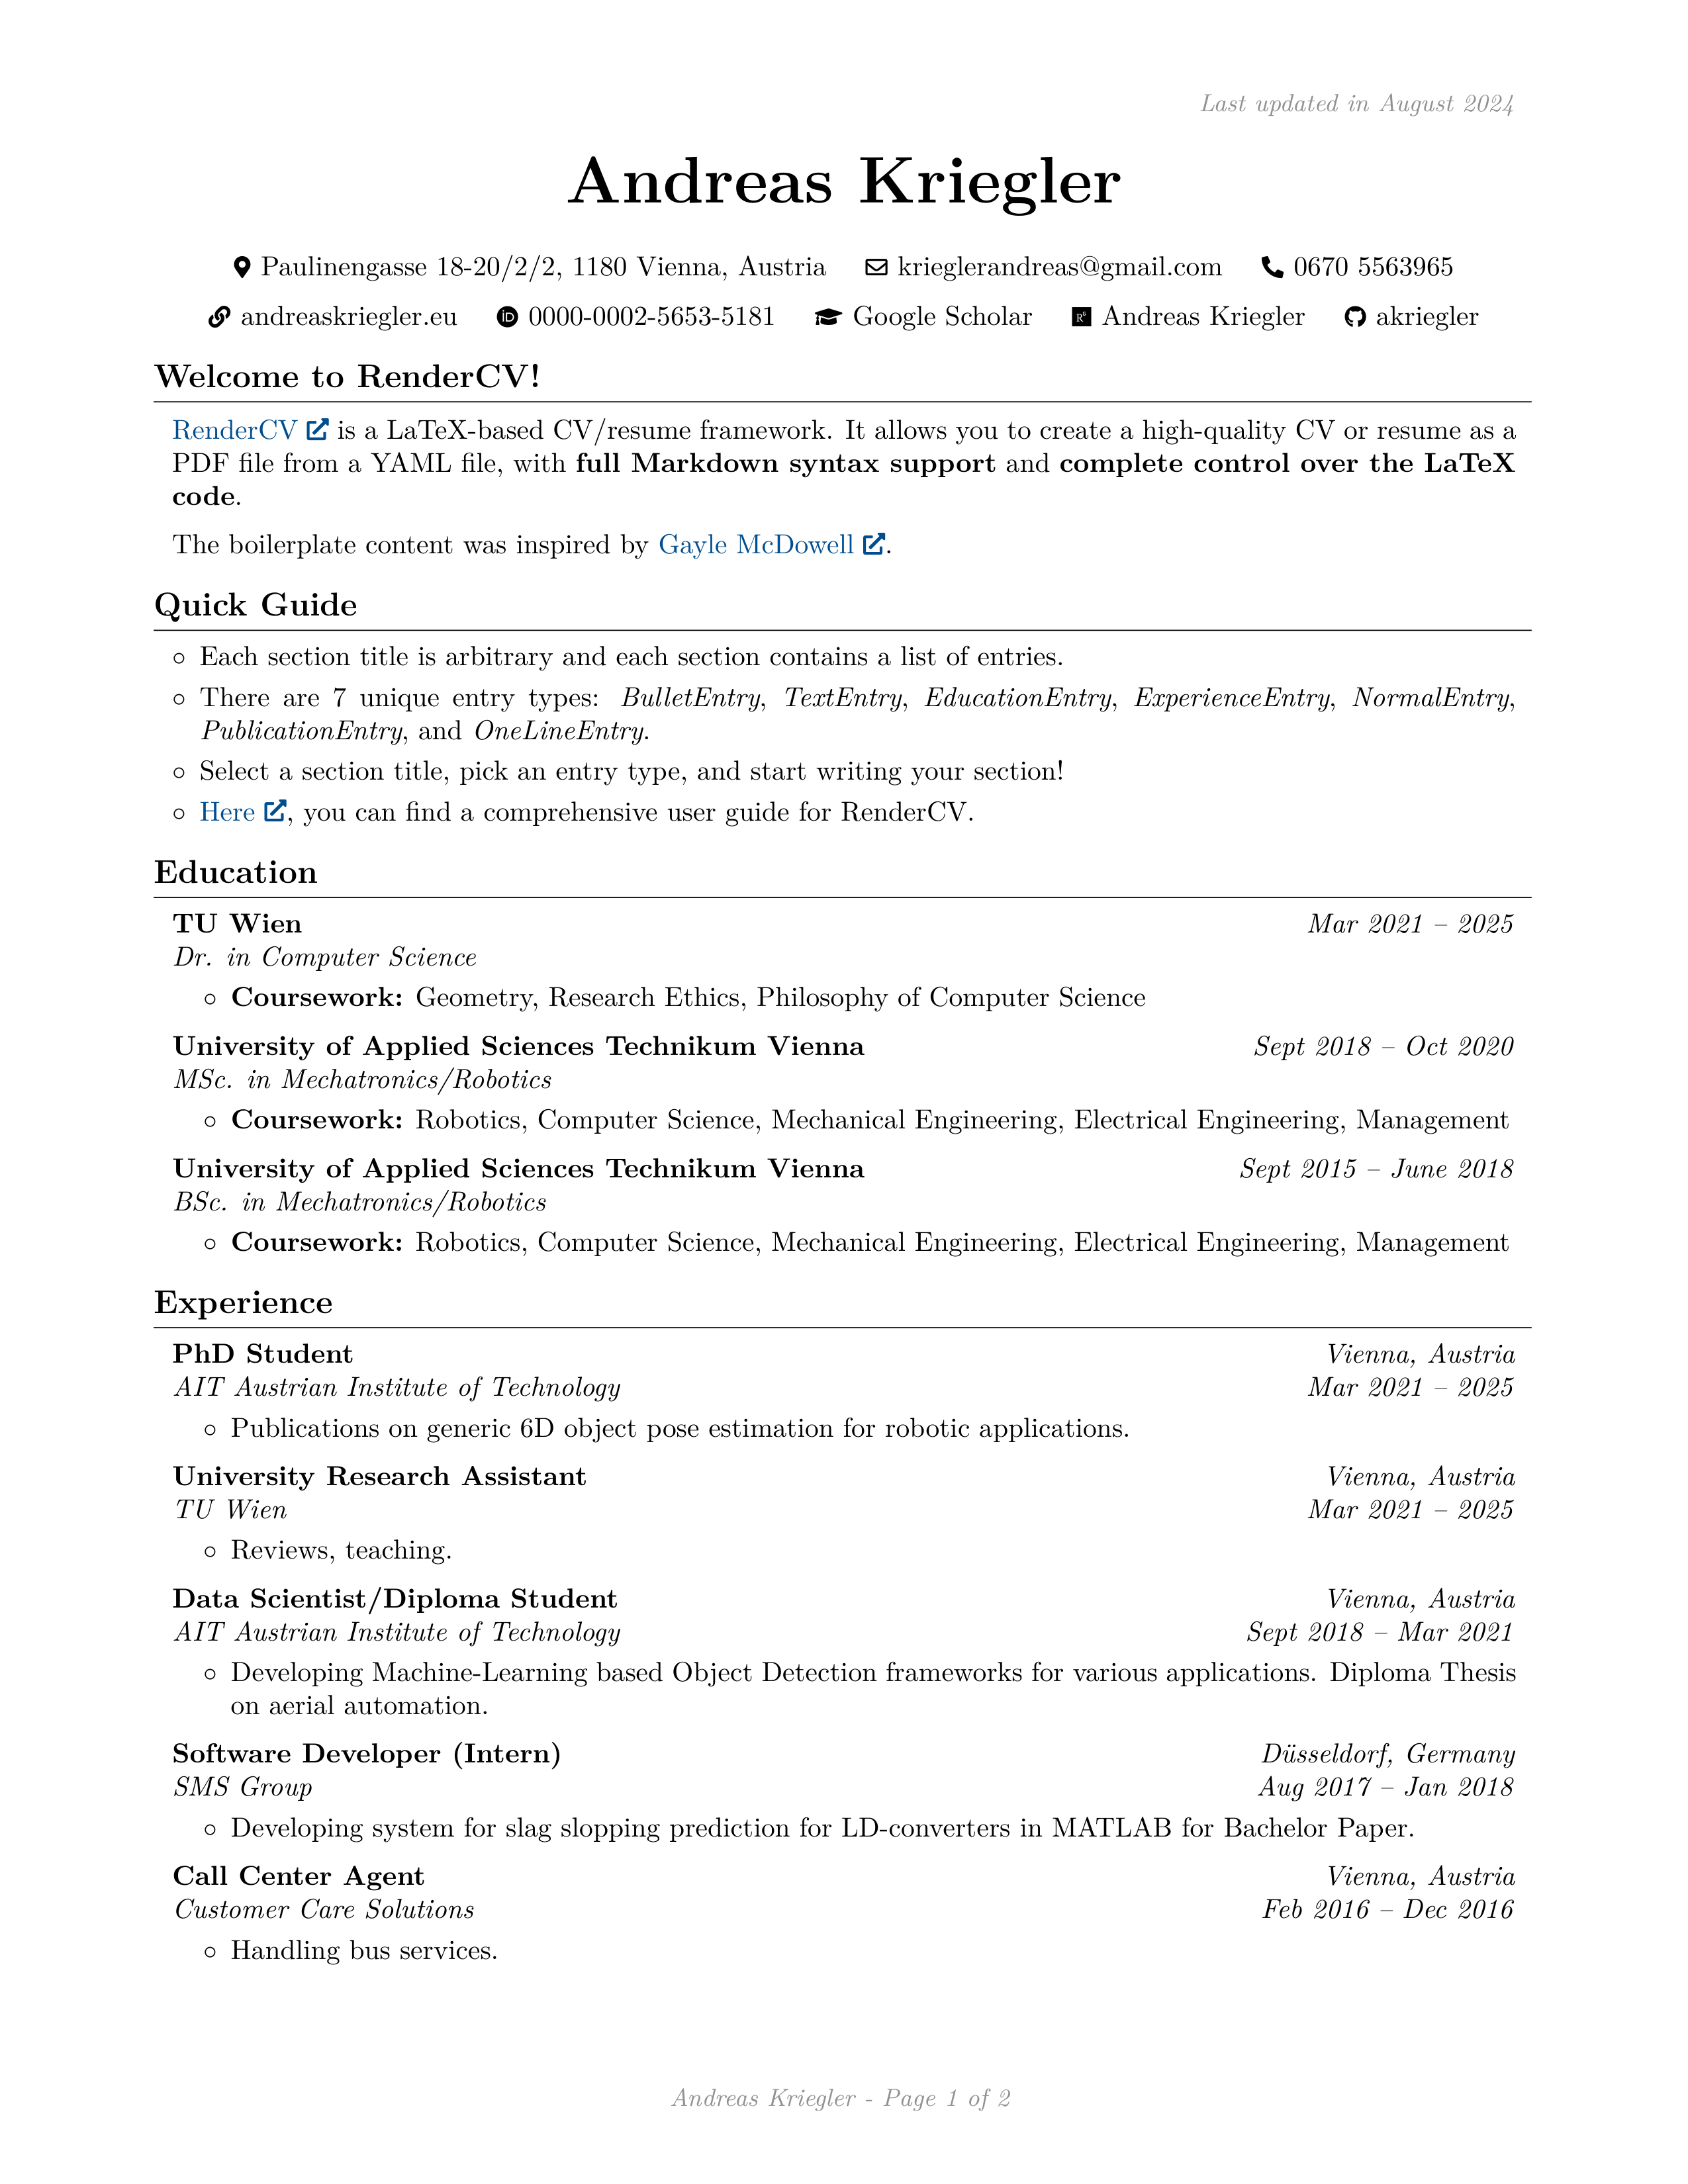 Last updated in August 2024
Andreas Kriegler
Paulinengasse 18-20/2/2, 1180 Vienna, Austria krieglerandreas@gmail.com 0670 5563965
andreaskriegler.eu 0000-0002-5653-5181 Google Scholar Andreas Kriegler akriegler
Welcome to RenderCV!
RenderCV is a LaTeX-based CV/resume framework. It allows you to create a high-quality CV or resume as a
PDF file from a YAML file, with full Markdown syntax support and complete control over the LaTeX
code.
The boilerplate content was inspired by Gayle McDowell.
Quick Guide
◦ Each section title is arbitrary and each section contains a list of entries.
◦ There are 7 unique entry types: BulletEntry, TextEntry, EducationEntry, ExperienceEntry, NormalEntry,
PublicationEntry, and OneLineEntry.
◦ Select a section title, pick an entry type, and start writing your section!
◦ Here, you can find a comprehensive user guide for RenderCV.
Education
TU Wien Mar 2021 – 2025
Dr. in Computer Science
◦ Coursework: Geometry, Research Ethics, Philosophy of Computer Science
University of Applied Sciences Technikum Vienna Sept 2018 – Oct 2020
MSc. in Mechatronics/Robotics
◦ Coursework: Robotics, Computer Science, Mechanical Engineering, Electrical Engineering, Management
University of Applied Sciences Technikum Vienna Sept 2015 – June 2018
BSc. in Mechatronics/Robotics
◦ Coursework: Robotics, Computer Science, Mechanical Engineering, Electrical Engineering, Management
Experience
PhD Student Vienna, Austria
AIT Austrian Institute of Technology Mar 2021 – 2025
◦ Publications on generic 6D object pose estimation for robotic applications.
University Research Assistant Vienna, Austria
TU Wien Mar 2021 – 2025
◦ Reviews, teaching.
Data Scientist/Diploma Student Vienna, Austria
AIT Austrian Institute of Technology Sept 2018 – Mar 2021
◦ Developing Machine-Learning based Object Detection frameworks for various applications. Diploma Thesis
on aerial automation.
Software Developer (Intern) Düsseldorf, Germany
SMS Group Aug 2017 – Jan 2018
◦ Developing system for slag slopping prediction for LD-converters in MATLAB for Bachelor Paper.
Call Center Agent Vienna, Austria
Customer Care Solutions Feb 2016 – Dec 2016
◦ Handling bus services.
Andreas Kriegler - Page 1 of 2